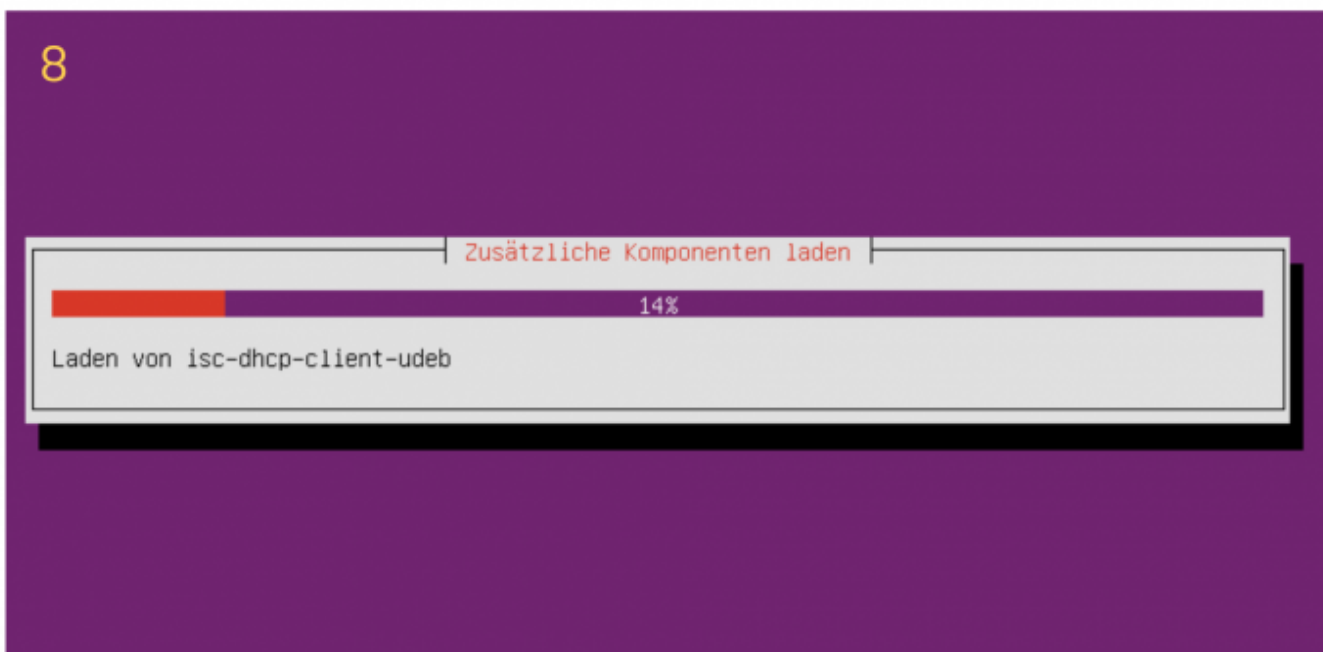 8
Zusätzliche Komponenten laden
14%
Laden von isc-dhcp-client-udeb